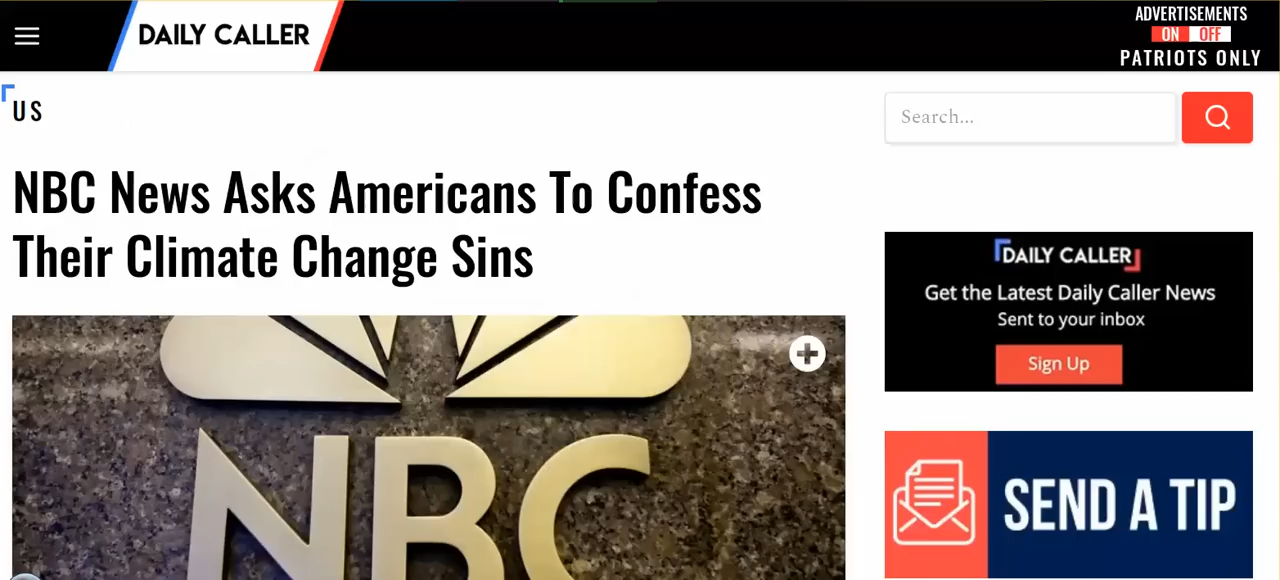 DAILY CALLER
ADVERTISEMENTS
ON OFF
PATRIOTS ONLY
US
Search...
NBC News Asks Americans To Confess
Their Climate Change Sins
DAILY CALLER
Get the Latest Daily Caller News
Sent to your inbox
Sign Up
NBC
SEND A TIP